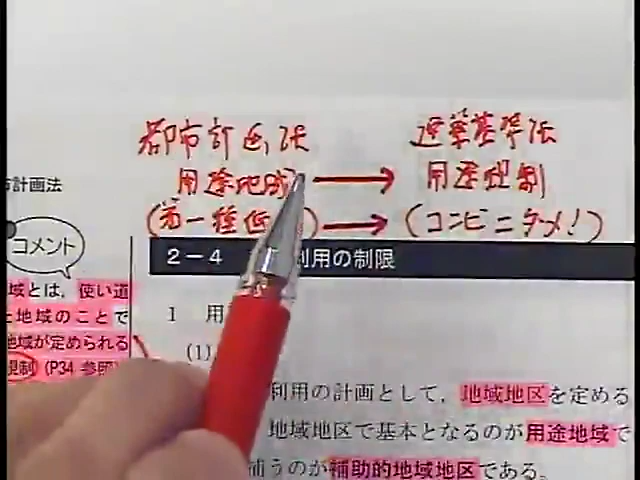 都市計画法 建築基準法
用途地域 → 用途規制
(第一種低 ) → (コンビニダメ!)
市計画法
コメント
2-4 利用の制限
域とは、使い道
と地域のことで
地域が定められる
規制 (P34 参照)
1 用
(1)
利用の計画として、地域地区を定める
地域地区で基本となるのが用途地域で
補うのが補助的地域地区である。